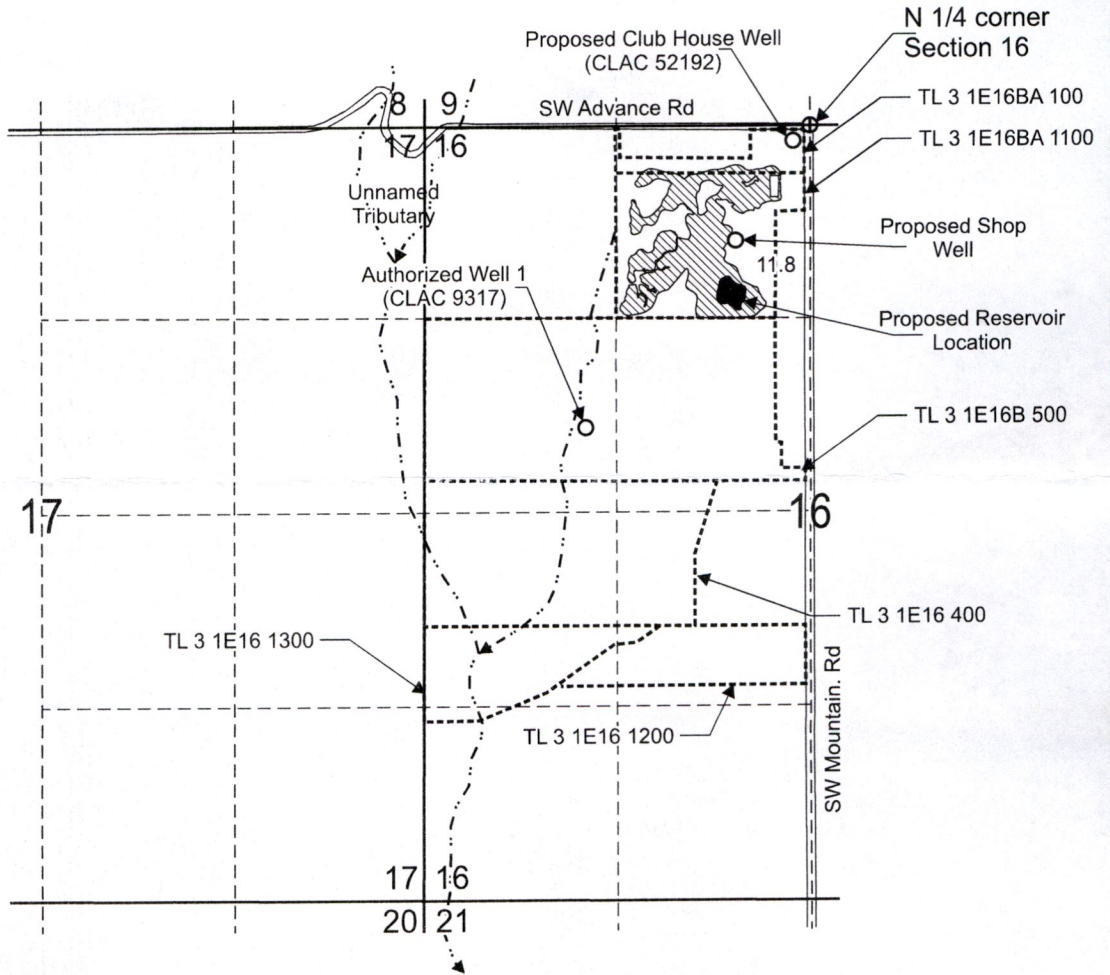 N 1/4 corner
Section 16
Proposed Club House Well
(CLAC 52192)
TL 3 1E16BA 100
8 9
SW Advance Rd
17 16
TL 3 1E16BA 1100
Unnamed
Tributary
Proposed Shop
Well
11.8
Authorized Well 1
(CLAC 9317)
Proposed Reservoir
Location
TL 3 1E16B 500
17
16
TL 3 1E16 400
TL 3 1E16 1300
TL 3 1E16 1200
SW Mountain. Rd
17 16
20 21